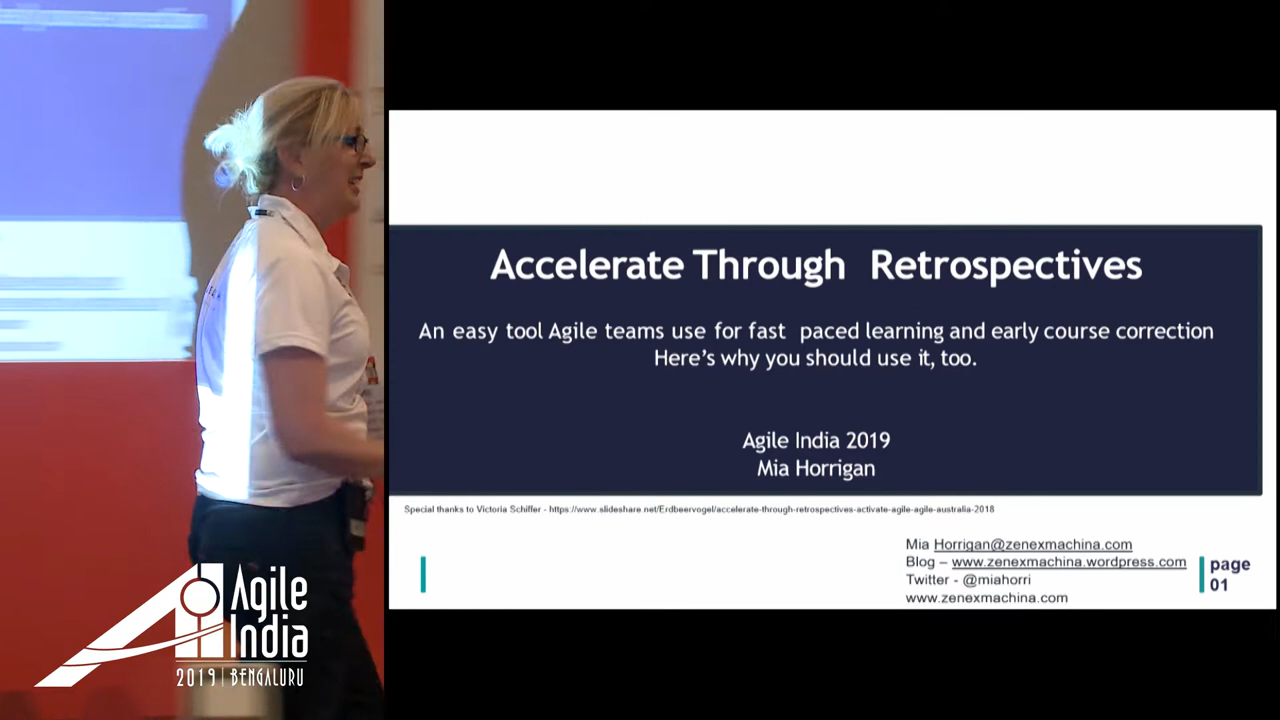 Accelerate Through Retrospectives
An easy tool Agile teams use for fast paced learning and early course correction
Here's why you should use it, too.
Agile India 2019
Mia Horrigan
Special thanks to Victoria Schiffer - https://www.slideshare.net/Erdbeervogel/accelerate-through-retrospectives-activate-agile-agile-australia-2018
Mia Horrigan@zenexmachina.com
Blog – www.zenexmachina.wordpress.com
Twitter - @miahorri
www.zenexmachina.com
page
01
Agile
India
2019 | BENGALURU